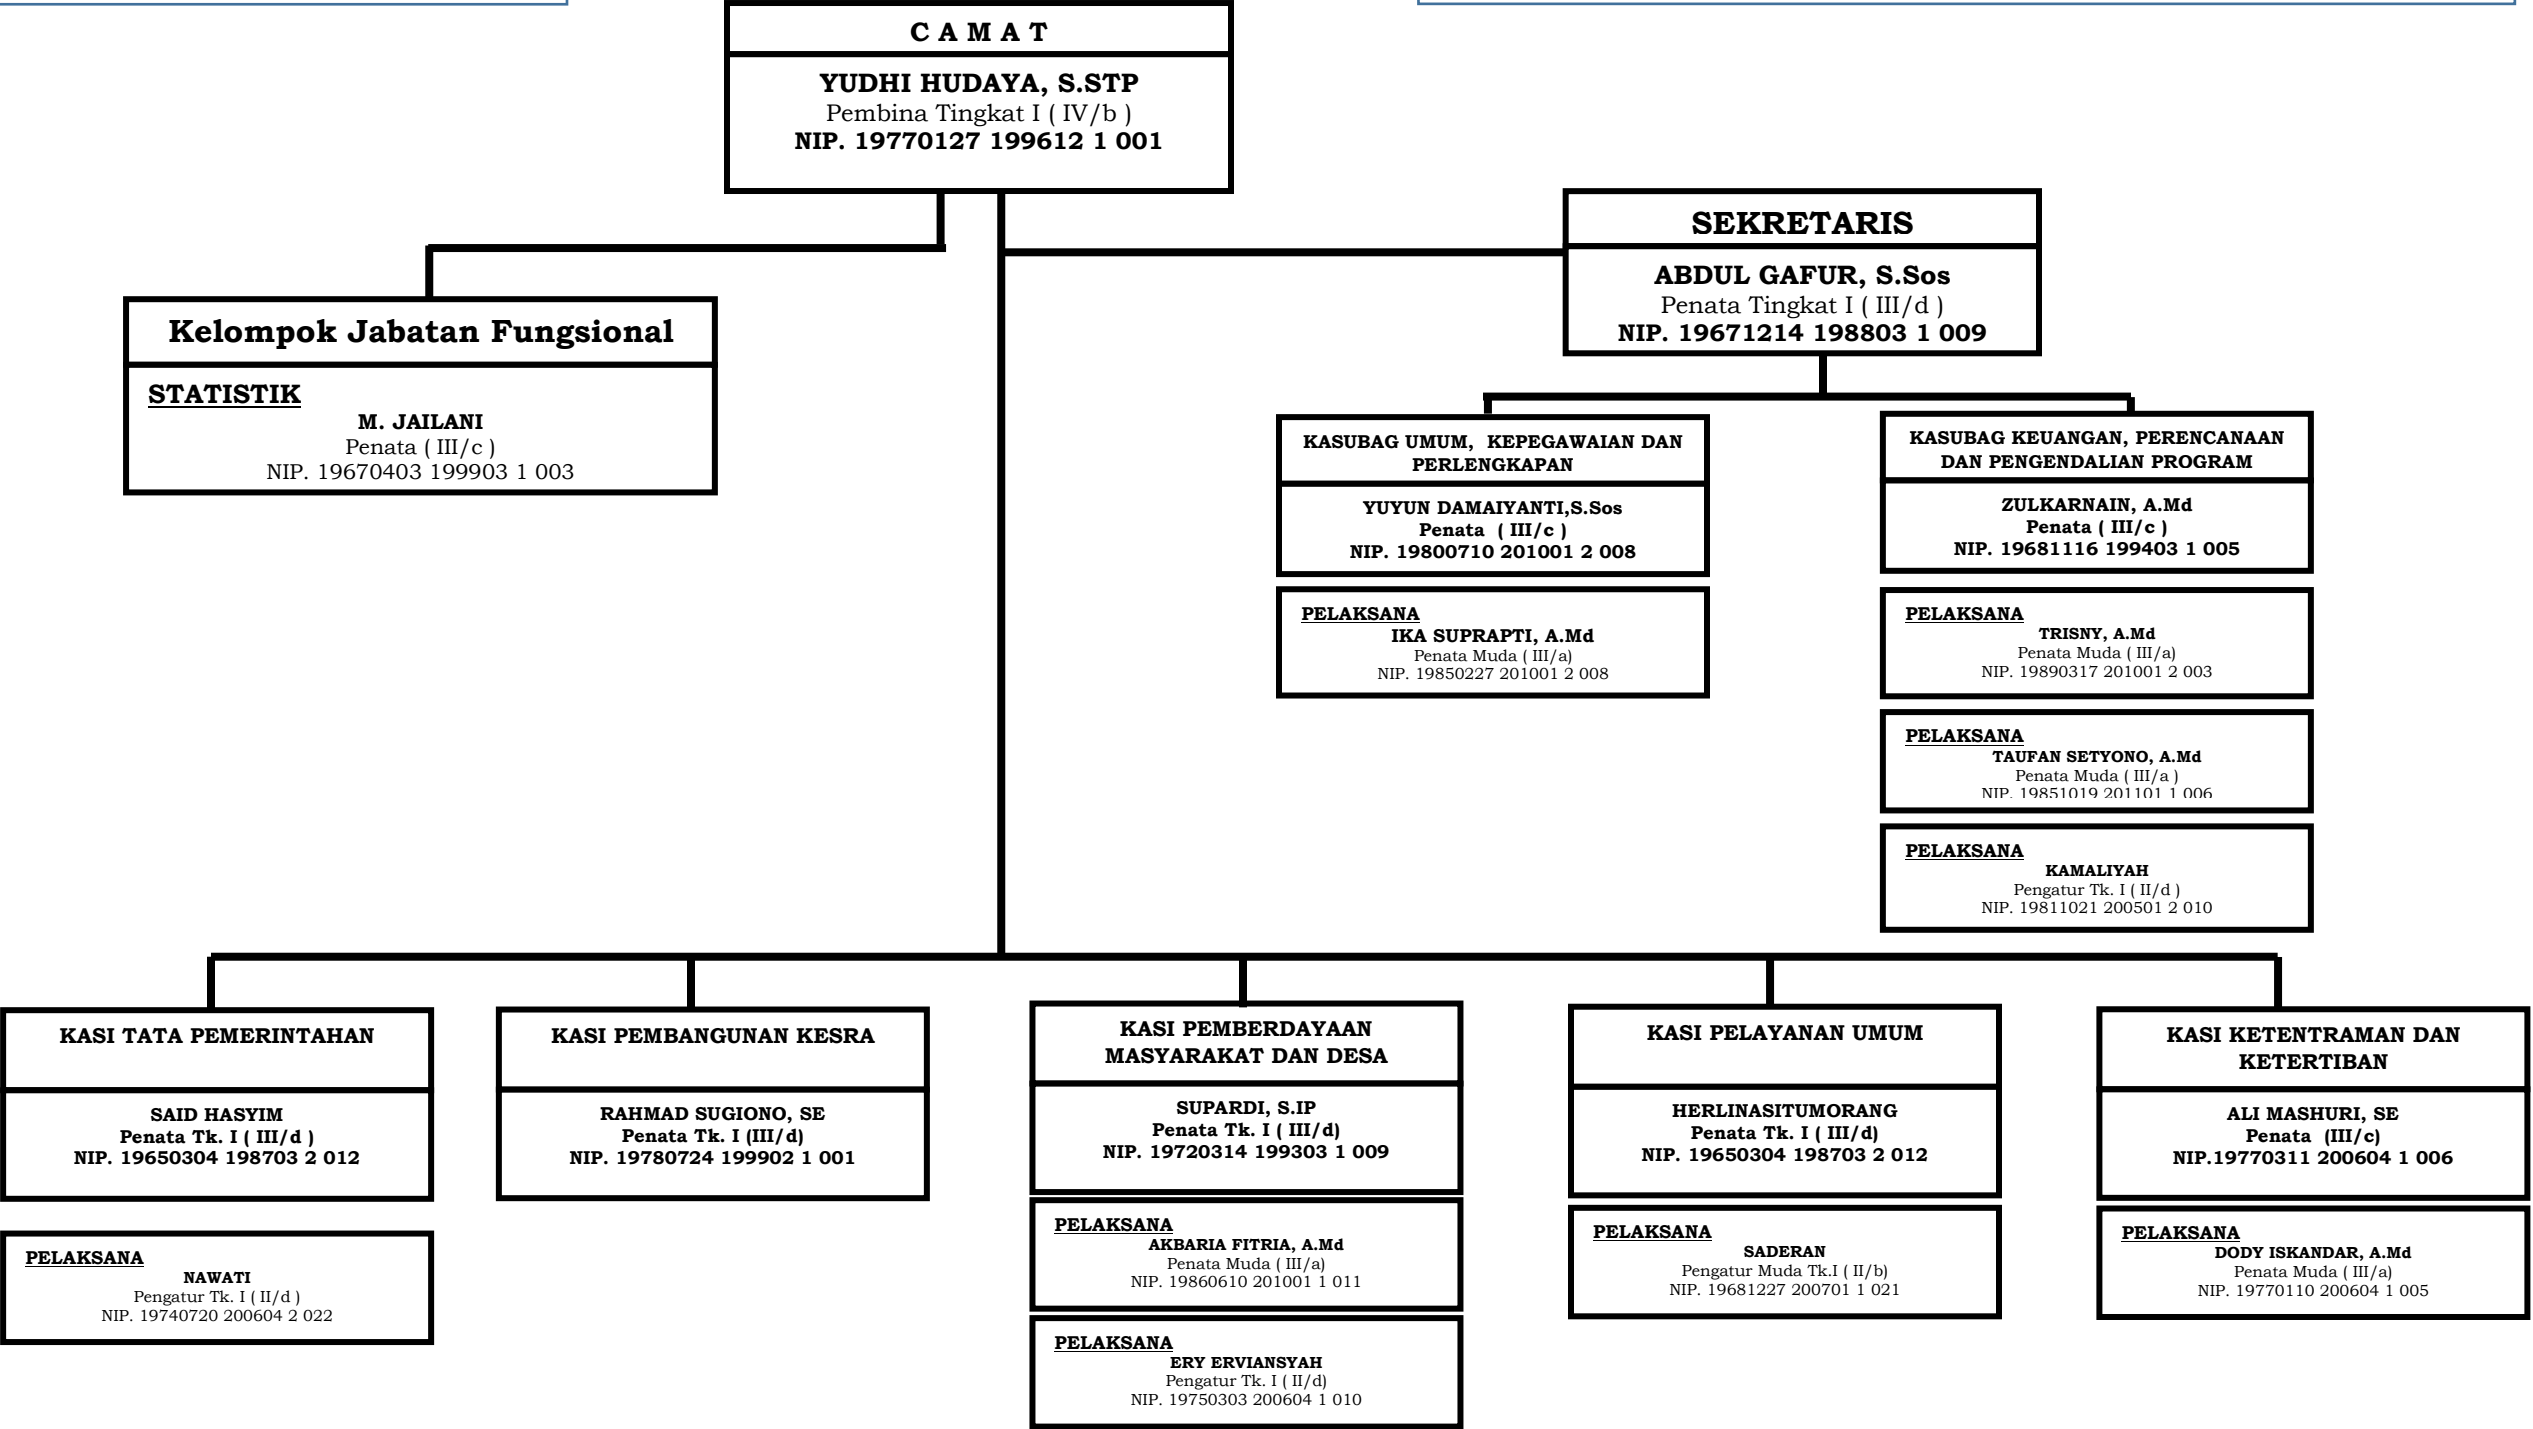 C A M A T
YUDHI HUDAYA, S.STP
Pembina Tingkat I ( IV/b )
NIP. 19770127 199612 1 001
SEKRETARIS
ABDUL GAFUR, S.Sos
Penata Tingkat I ( III/d )
NIP. 19671214 198803 1 009
Kelompok Jabatan Fungsional
STATISTIK
M. JAILANI
Penata ( III/c )
NIP. 19670403 199903 1 003
KASUBAG UMUM,  KEPEGAWAIAN DAN
PERLENGKAPAN
YUYUN DAMAIYANTI,S.Sos
Penata  ( III/c )
NIP. 19800710 201001 2 008
PELAKSANA
IKA SUPRAPTI, A.Md
Penata Muda ( III/a)
NIP. 19850227 201001 2 008
KASUBAG KEUANGAN, PERENCANAAN
DAN PENGENDALIAN PROGRAM
ZULKARNAIN, A.Md
Penata ( III/c )
NIP. 19681116 199403 1 005
PELAKSANA
TRISNY, A.Md
Penata Muda ( III/a)
NIP. 19890317 201001 2 003
PELAKSANA
TAUFAN SETYONO, A.Md
Penata Muda ( III/a )
NIP. 19851019 201101 1 006
PELAKSANA
KAMALIYAH
Pengatur Tk. I ( II/d )
NIP. 19811021 200501 2 010
KASI TATA PEMERINTAHAN
SAID HASYIM
Penata Tk. I ( III/d )
NIP. 19650304 198703 2 012
PELAKSANA
NAWATI
Pengatur Tk. I ( II/d )
NIP. 19740720 200604 2 022
KASI PEMBANGUNAN KESRA
RAHMAD SUGIONO, SE
Penata Tk. I (III/d)
NIP. 19780724 199902 1 001
KASI PEMBERDAYAAN
MASYARAKAT DAN DESA
SUPARDI, S.IP
Penata Tk. I ( III/d)
NIP. 19720314 199303 1 009
PELAKSANA
AKBARIA FITRIA, A.Md
Penata Muda ( III/a)
NIP. 19860610 201001 1 011
PELAKSANA
ERY ERVIANSYAH
Pengatur Tk. I ( II/d)
NIP. 19750303 200604 1 010
KASI PELAYANAN UMUM
HERLINASITUMORANG
Penata Tk. I ( III/d)
NIP. 19650304 198703 2 012
PELAKSANA
SADERAN
Pengatur Muda Tk.I ( II/b)
NIP. 19681227 200701 1 021
KASI KETENTRAMAN DAN
KETERTIBAN
ALI MASHURI, SE
Penata  (III/c)
NIP.19770311 200604 1 006
PELAKSANA
DODY ISKANDAR, A.Md
Penata Muda ( III/a)
NIP. 19770110 200604 1 005